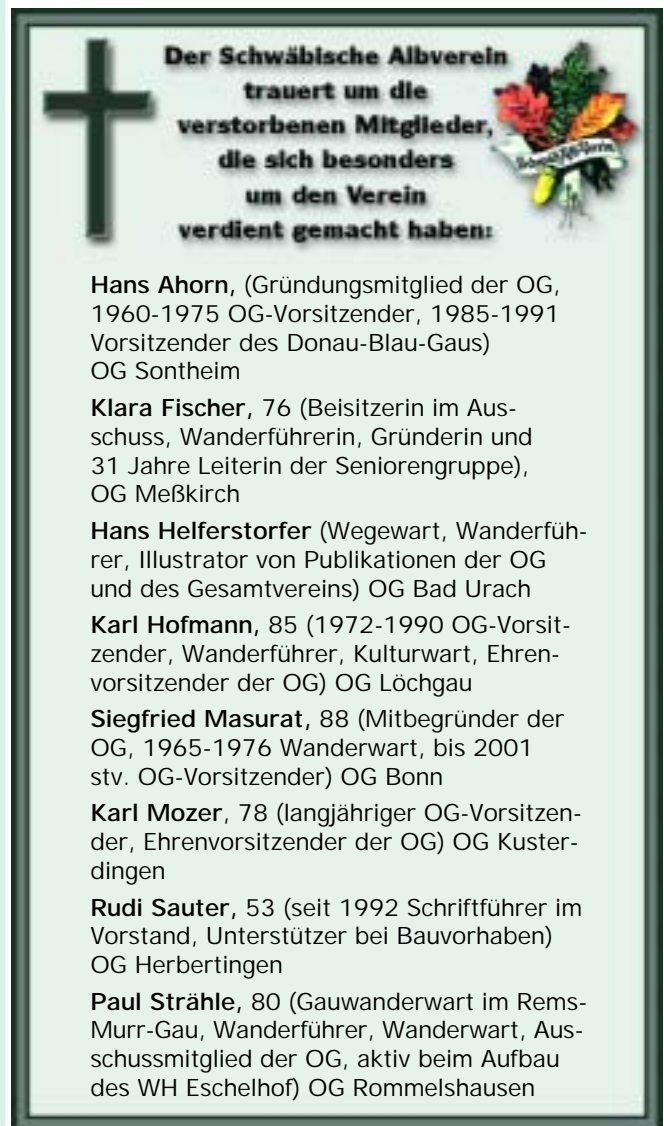 Der Schwäbische Albverein
trauert um die
verstorbenen Mitglieder,
die sich besonders
um den Verein
verdient gemacht haben:
Schwäb. Alb-Verein
Hans Ahorn, (Gründungsmitglied der OG,
1960-1975 OG-Vorsitzender, 1985-1991
Vorsitzender des Donau-Blau-Gaus)
OG Sontheim
Klara Fischer, 76 (Beisitzerin im Aus-
schuss, Wanderführerin, Gründerin und
31 Jahre Leiterin der Seniorengruppe),
OG Meßkirch
Hans Helferstorfer (Wegewart, Wanderfüh-
rer, Illustrator von Publikationen der OG
und des Gesamtvereins) OG Bad Urach
Karl Hofmann, 85 (1972-1990 OG-Vorsit-
zender, Wanderführer, Kulturwart, Ehren-
vorsitzender der OG) OG Löchgau
Siegfried Masurat, 88 (Mitbegründer der
OG, 1965-1976 Wanderwart, bis 2001
stv. OG-Vorsitzender) OG Bonn
Karl Mozer, 78 (langjähriger OG-Vorsitzen-
der, Ehrenvorsitzender der OG) OG Kuster-
dingen
Rudi Sauter, 53 (seit 1992 Schriftführer im
Vorstand, Unterstützer bei Bauvorhaben)
OG Herbertingen
Paul Strähle, 80 (Gauwanderwart im Rems-
Murr-Gau, Wanderführer, Wanderwart, Aus-
schussmitglied der OG, aktiv beim Aufbau
des WH Eschelhof) OG Rommelshausen